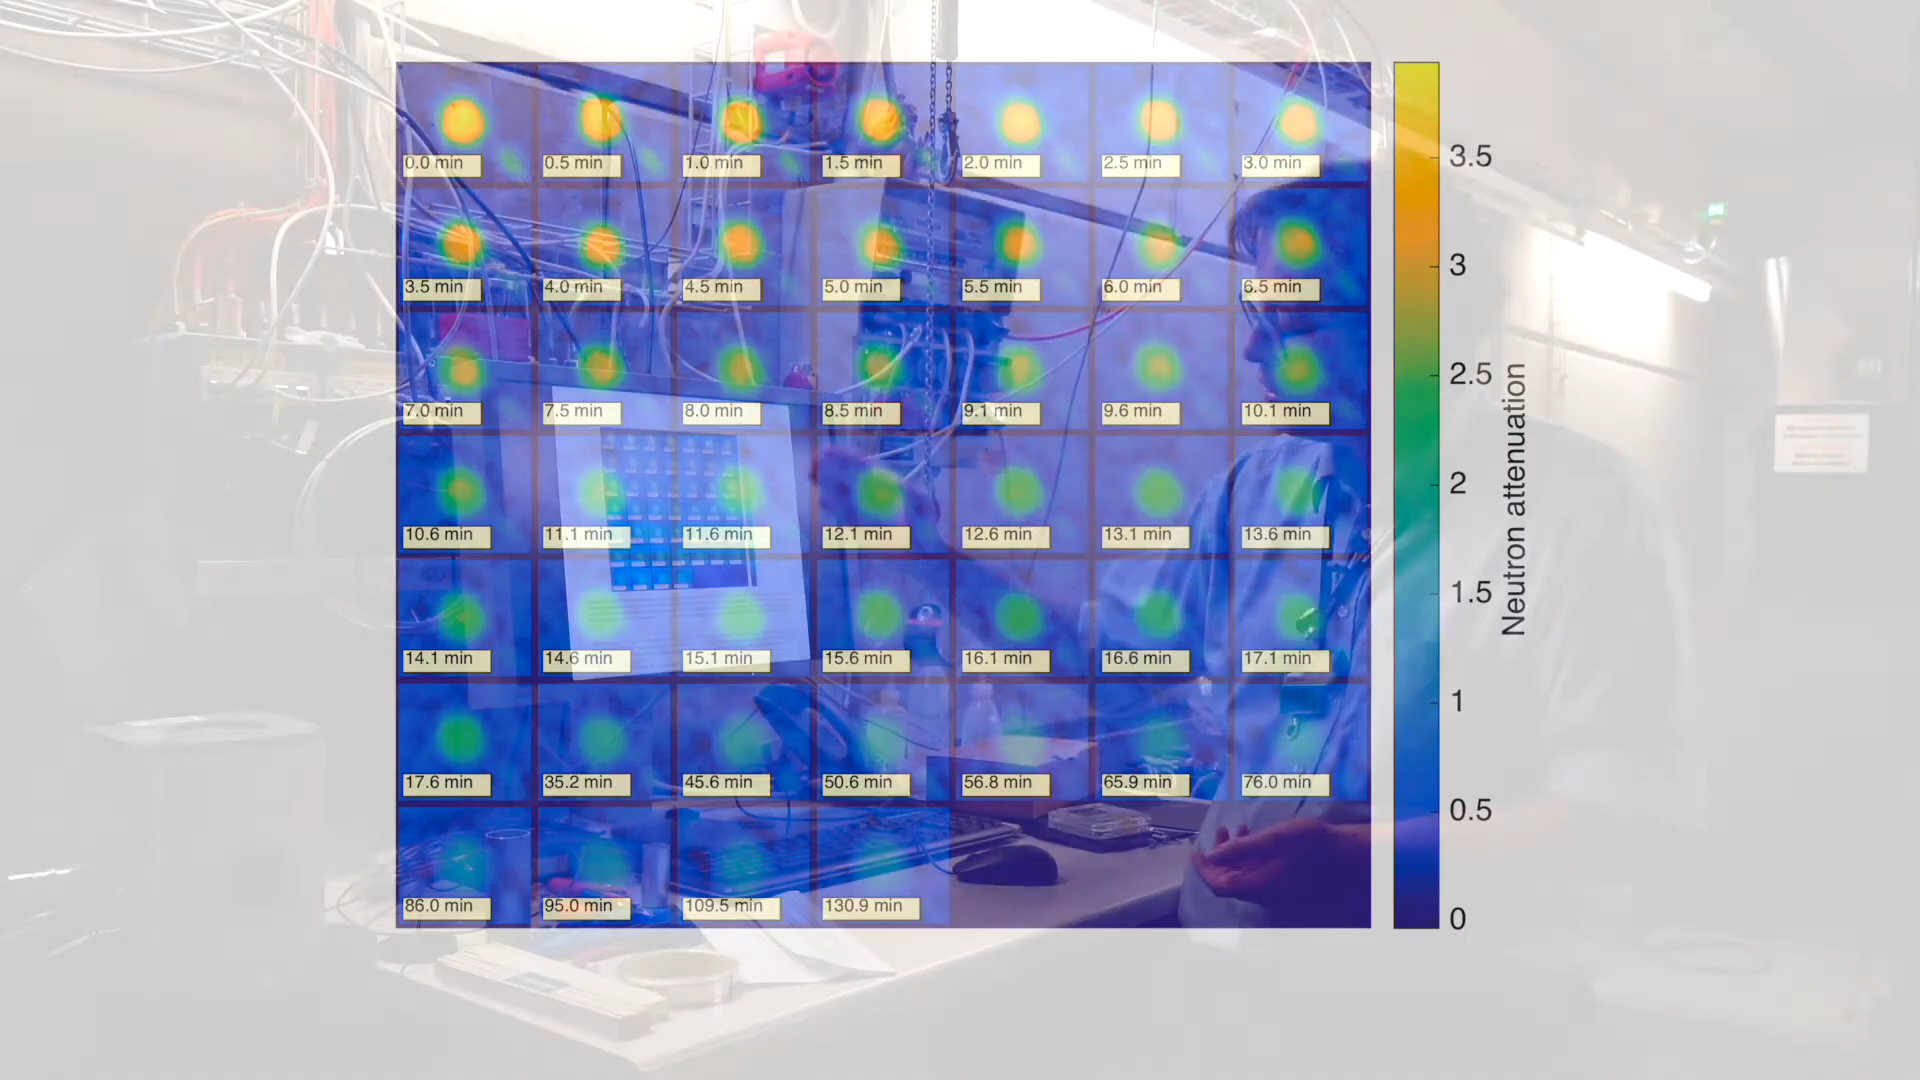 0.0 min 0.5 min 1.0 min 1.5 min 2.0 min 2.5 min 3.0 min
3.5 min 4.0 min 4.5 min 5.0 min 5.5 min 6.0 min 6.5 min
7.0 min 7.5 min 8.0 min 8.5 min 9.1 min 9.6 min 10.1 min
10.6 min 11.1 min 11.6 min 12.1 min 12.6 min 13.1 min 13.6 min
14.1 min 14.6 min 15.1 min 15.6 min 16.1 min 16.6 min 17.1 min
17.6 min 35.2 min 45.6 min 50.6 min 56.8 min 65.9 min 76.0 min
86.0 min 95.0 min 109.5 min 130.9 min
3.5
3
2.5
2
1.5
1
0.5
0
Neutron attenuation